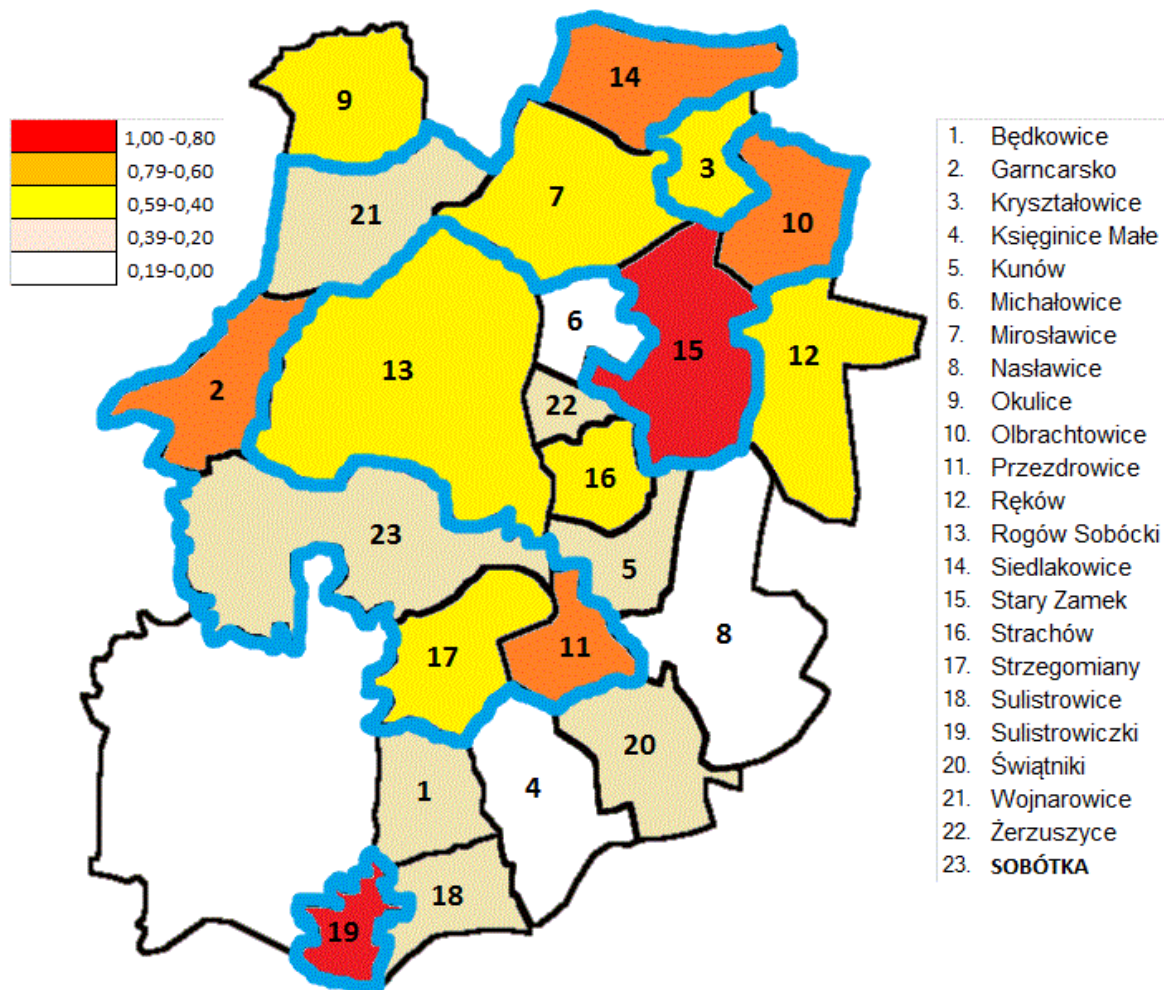 1,00 -0,80
0,79-0,60
0,59-0,40
0,39-0,20
0,19-0,00
14
9
3
7
21
10
6
15
12
13
2
22
16
23
5
8
17
11
20
1
4
18
19
1. Będkowice
2. Garncarsko
3. Kryształowice
4. Księginice Małe
5. Kunów
6. Michałowice
7. Mirosławice
8. Nasławice
9. Okulice
10. Olbrachtowice
11. Przezdrowice
12. Ręków
13. Rogów Sobócki
14. Siedlakowice
15. Stary Zamek
16. Strachów
17. Strzegomiany
18. Sulistrowice
19. Sulistrowiczki
20. Świątniki
21. Wojnarowice
22. Żerzuszyce
23. SOBÓTKA